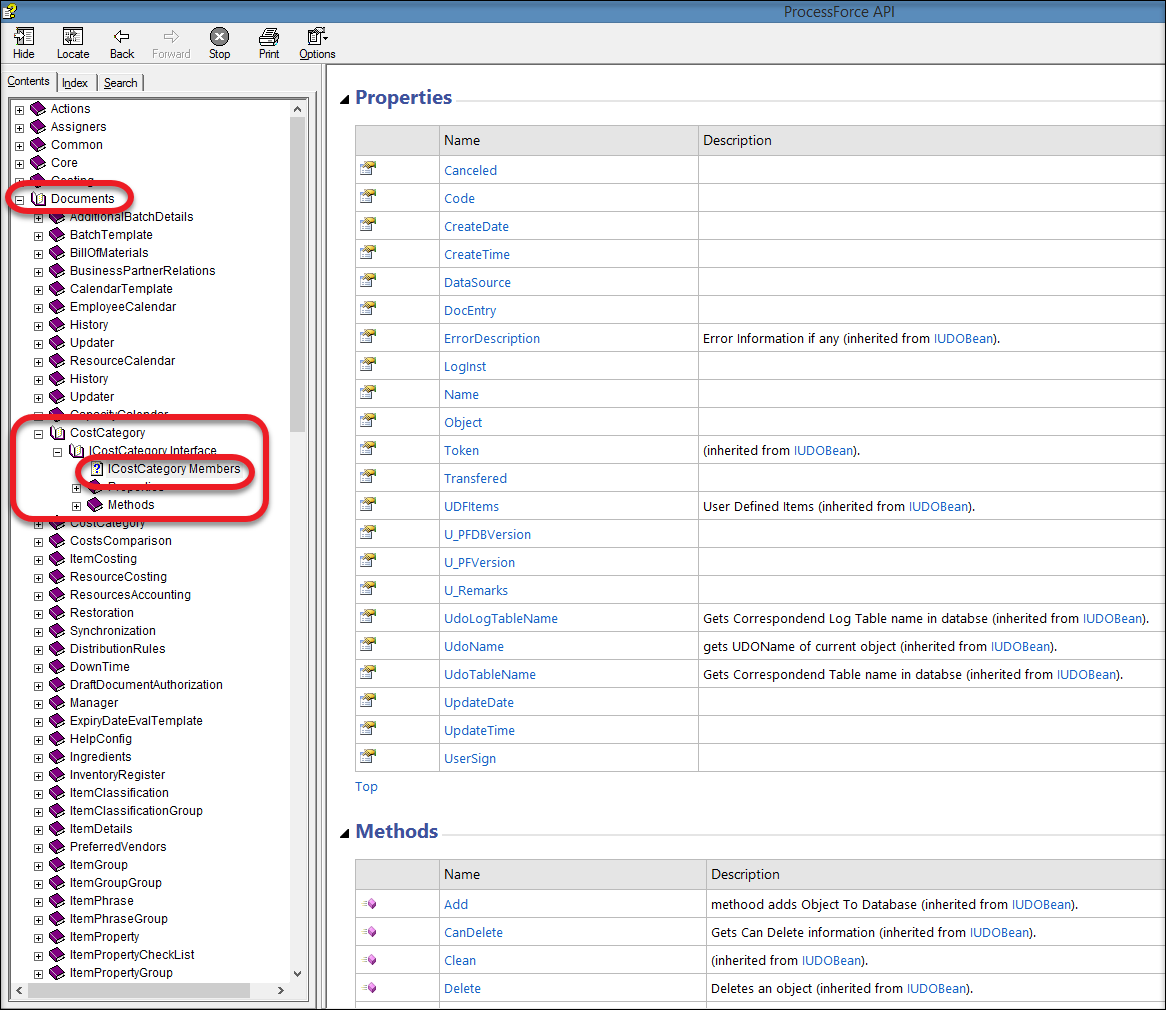 ProcessForce API
Hide
Locate
Back
Forward
Stop
Print
Options
Contents
Index
Search
Actions
Assigners
Common
Core
Costing
Documents
AdditionalBatchDetails
BatchTemplate
BillOfMaterials
BusinessPartnerRelations
CalendarTemplate
EmployeeCalendar
History
Updater
ResourceCalendar
History
Updater
CapacityCalendar
CostCategory
ICostCategory Interface
ICostCategory Members
Properties
Methods
CostCategory
CostsComparison
ItemCosting
ResourceCosting
ResourcesAccounting
Restoration
Synchronization
DistributionRules
DownTime
DraftDocumentAuthorization
Manager
ExpiryDateEvalTemplate
HelpConfig
Ingredients
InventoryRegister
ItemClassification
ItemClassificationGroup
ItemDetails
PreferredVendors
ItemGroup
ItemGroupGroup
ItemPhrase
ItemPhraseGroup
ItemProperty
ItemPropertyCheckList
ItemPropertyGroup
Properties
Name Description
Canceled
Code
CreateDate
CreateTime
DataSource
DocEntry
ErrorDescription Error Information if any (inherited from IUDOBean).
LogInst
Name
Object
Token (inherited from IUDOBean).
Transfered
UDFItems User Defined Items (inherited from IUDOBean).
U_PFDBVersion
U_PFVersion
U_Remarks
UdoLogTableName Gets Correspondend Log Table name in databse (inherited from IUDOBean).
UdoName gets UDOName of current object (inherited from IUDOBean).
UdoTableName Gets Correspondend Table name in databse (inherited from IUDOBean).
UpdateDate
UpdateTime
UserSign
Top
Methods
Name Description
Add methood adds Object To Database (inherited from IUDOBean).
CanDelete Gets Can Delete information (inherited from IUDOBean).
Clean (inherited from IUDOBean).
Delete Deletes an object (inherited from IUDOBean).